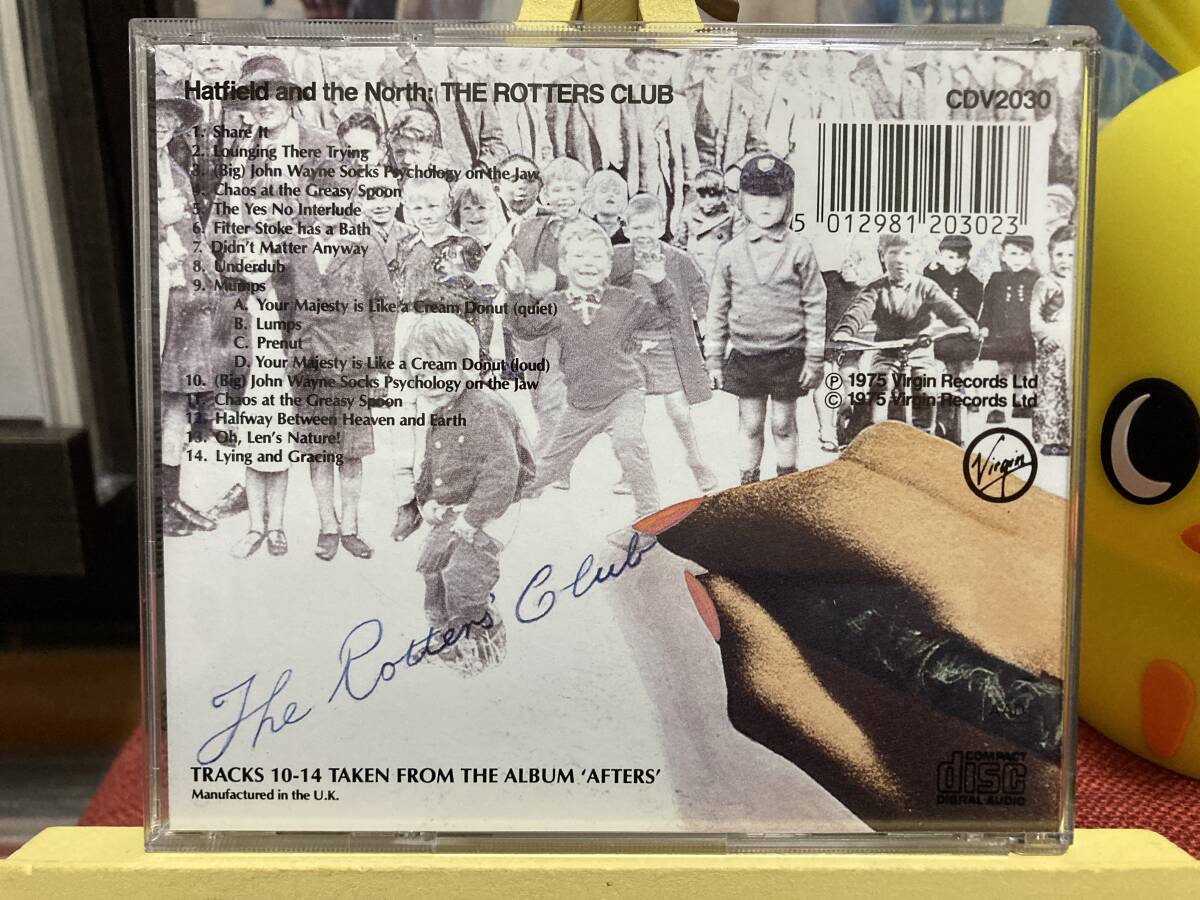 Hatfield and the North: THE ROTTERS CLUB
CDV2030
1. Share It
2. Lounging There Trying
3. (Big) John Wayne Socks Psychology on the Jaw
4. Chaos at the Greasy Spoon
5. The Yes No Interlude
6. Fitter Stoke has a Bath
7. Didn't Matter Anyway
8. Underdub
9. Mumps
A. Your Majesty is Like a Cream Donut (quiet)
B. Lumps
C. Prenut
D. Your Majesty is Like a Cream Donut (loud)
10. (Big) John Wayne Socks Psychology on the Jaw
11. Chaos at the Greasy Spoon
12. Halfway Between Heaven and Earth
13. Oh, Len's Nature!
14. Lying and Gracing
5 012981 203023
Ⓟ 1975 Virgin Records Ltd
© 1975 Virgin Records Ltd
Virgin
The Rotters' Club
TRACKS 10-14 TAKEN FROM THE ALBUM 'AFTERS'
Manufactured in the U.K.
COMPACT
disc
DIGITAL AUDIO